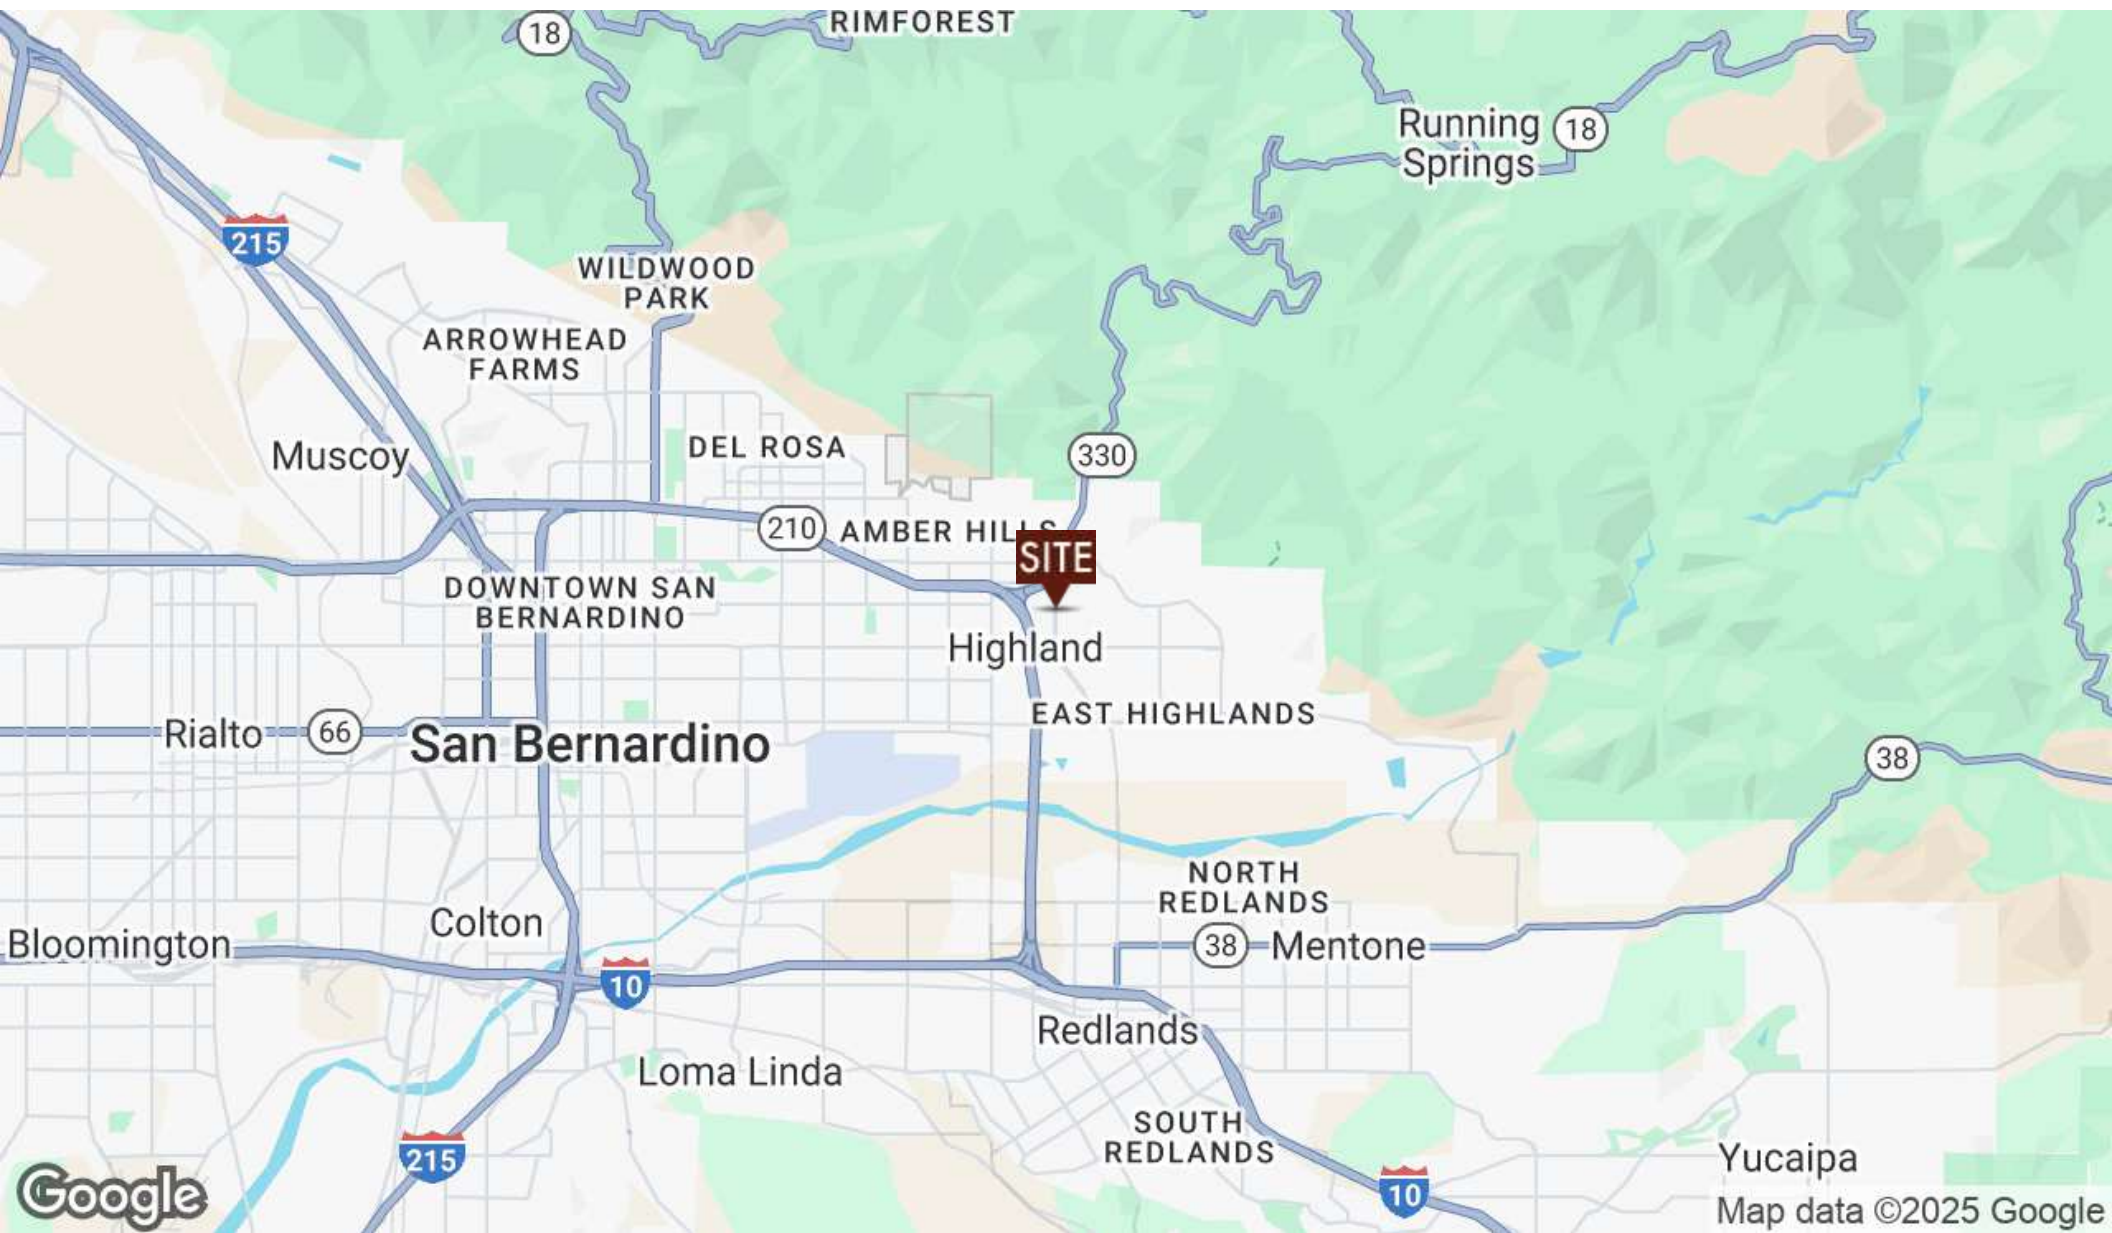 RIMFOREST
18
Running
Springs
18
215
WILDWOOD
PARK
ARROWHEAD
FARMS
Muscoy
DEL ROSA
330
210
AMBER HILLS
SITE
DOWNTOWN SAN
BERNARDINO
Highland
EAST HIGHLANDS
Rialto
66
San Bernardino
38
NORTH
REDLANDS
Colton
Bloomington
38
Mentone
10
Redlands
Loma Linda
SOUTH
REDLANDS
215
Yucaipa
10
Google
Map data ©2025 Google